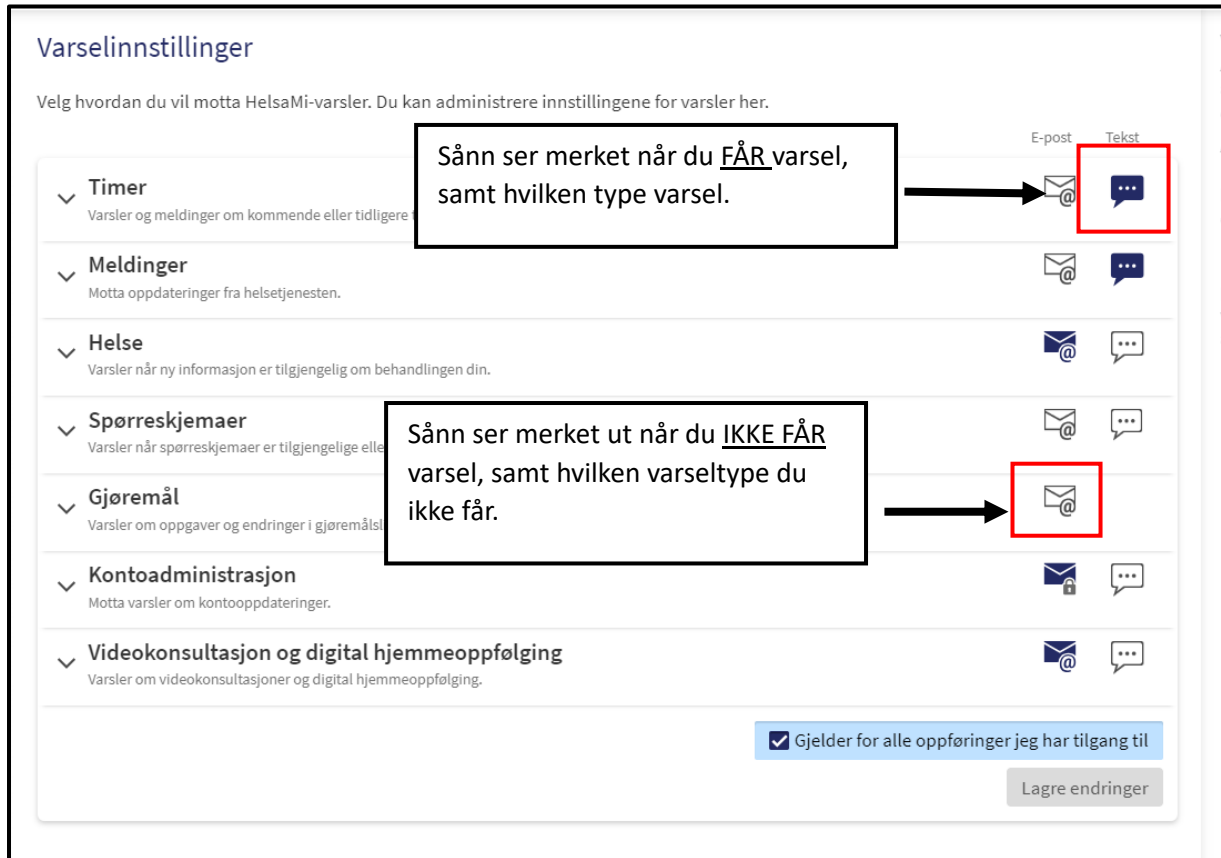 Varselinnstillinger
Velg hvordan du vil motta HelsaMi-varsler. Du kan administrere innstillingene for varsler her.
E-post Tekst
Sånn ser merket når du FÅR varsel,
samt hvilken type varsel.
Timer
Varsler og meldinger om kommende eller tidligere
Meldinger
Motta oppdateringer fra helsetjenesten.
Helse
Varsler når ny informasjon er tilgjengelig om behandlingen din.
Spørreskjemaer
Varsler når spørreskjemaer er tilgjengelige
Sånn ser merket ut når du IKKE FÅR
varsel, samt hvilken varseltype du
ikke får.
Gjøremål
Varsler om oppgaver og endringer i
Kontoadministrasjon
Motta varsler om kontooppdateringer.
Videokonsultasjon og digital hjemmeoppfølging
Varsler om videokonsultasjoner og digital hjemmeoppfølging.
Gjelder for alle oppføringer jeg har tilgang til
Lagre endringer